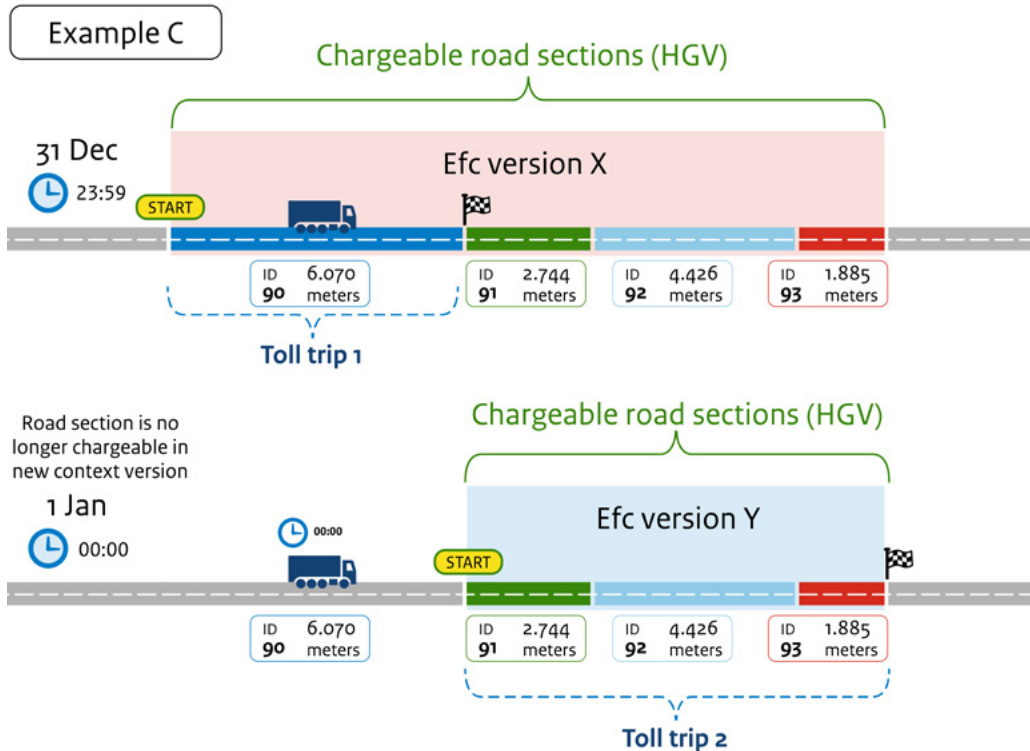 Example C
Chargeable road sections (HGV)
31 Dec
23:59
Efc version X
START
ID 6.070
90 meters
ID 2.744
91 meters
ID 4.426
92 meters
ID 1.885
93 meters
Toll trip 1
Road section is no
longer chargeable in
new context version
1 Jan
00:00
Chargeable road sections (HGV)
Efc version Y
00:00
START
ID 6.070
90 meters
ID 2.744
91 meters
ID 4.426
92 meters
ID 1.885
93 meters
Toll trip 2